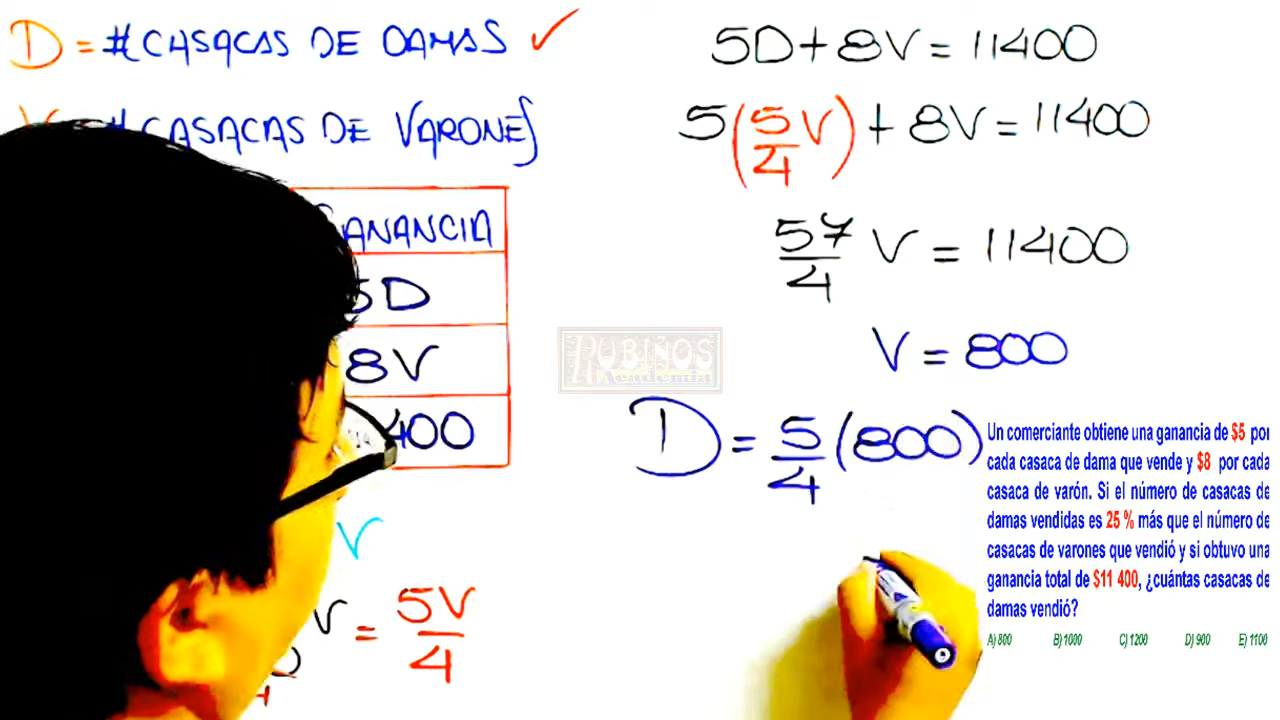 D = # CASACAS DE DAMAS ✓
# CASACAS DE VARONES
GANANCIA
5D
8V
400
V
V = 5V/4
5D + 8V = 11400
5(5/4 V) + 8V = 11400
57/4 V = 11400
V = 800
D = 5/4 (800)
RUBIÑOS
Academia
Un comerciante obtiene una ganancia de $5 por
cada casaca de dama que vende y $8 por cada
casaca de varón. Si el número de casacas de
damas vendidas es 25 % más que el número de
casacas de varones que vendió y si obtuvo una
ganancia total de $11 400, ¿cuántas casacas de
damas vendió?
A) 800 B) 1000 C) 1200 D) 900 E) 1100